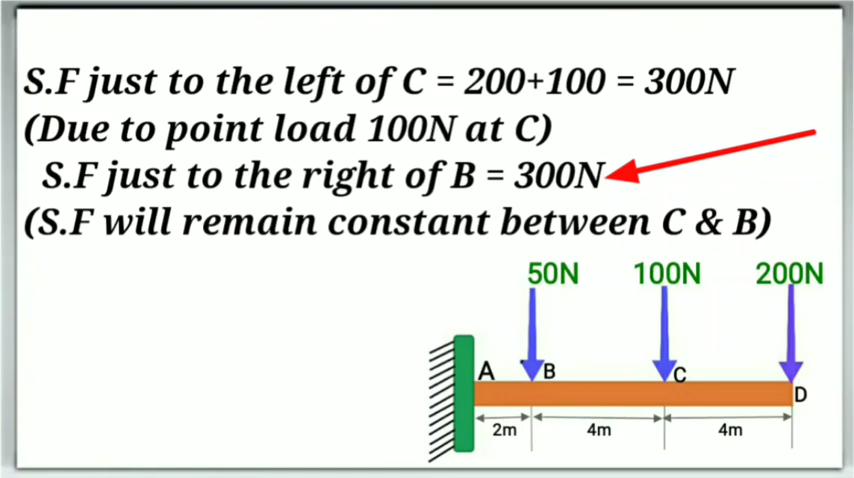 S.F just to the left of C = 200+100 = 300N
(Due to point load 100N at C)
S.F just to the right of B = 300N
(S.F will remain constant between C & B)
50N 100N 200N
A B C
D
2m 4m 4m